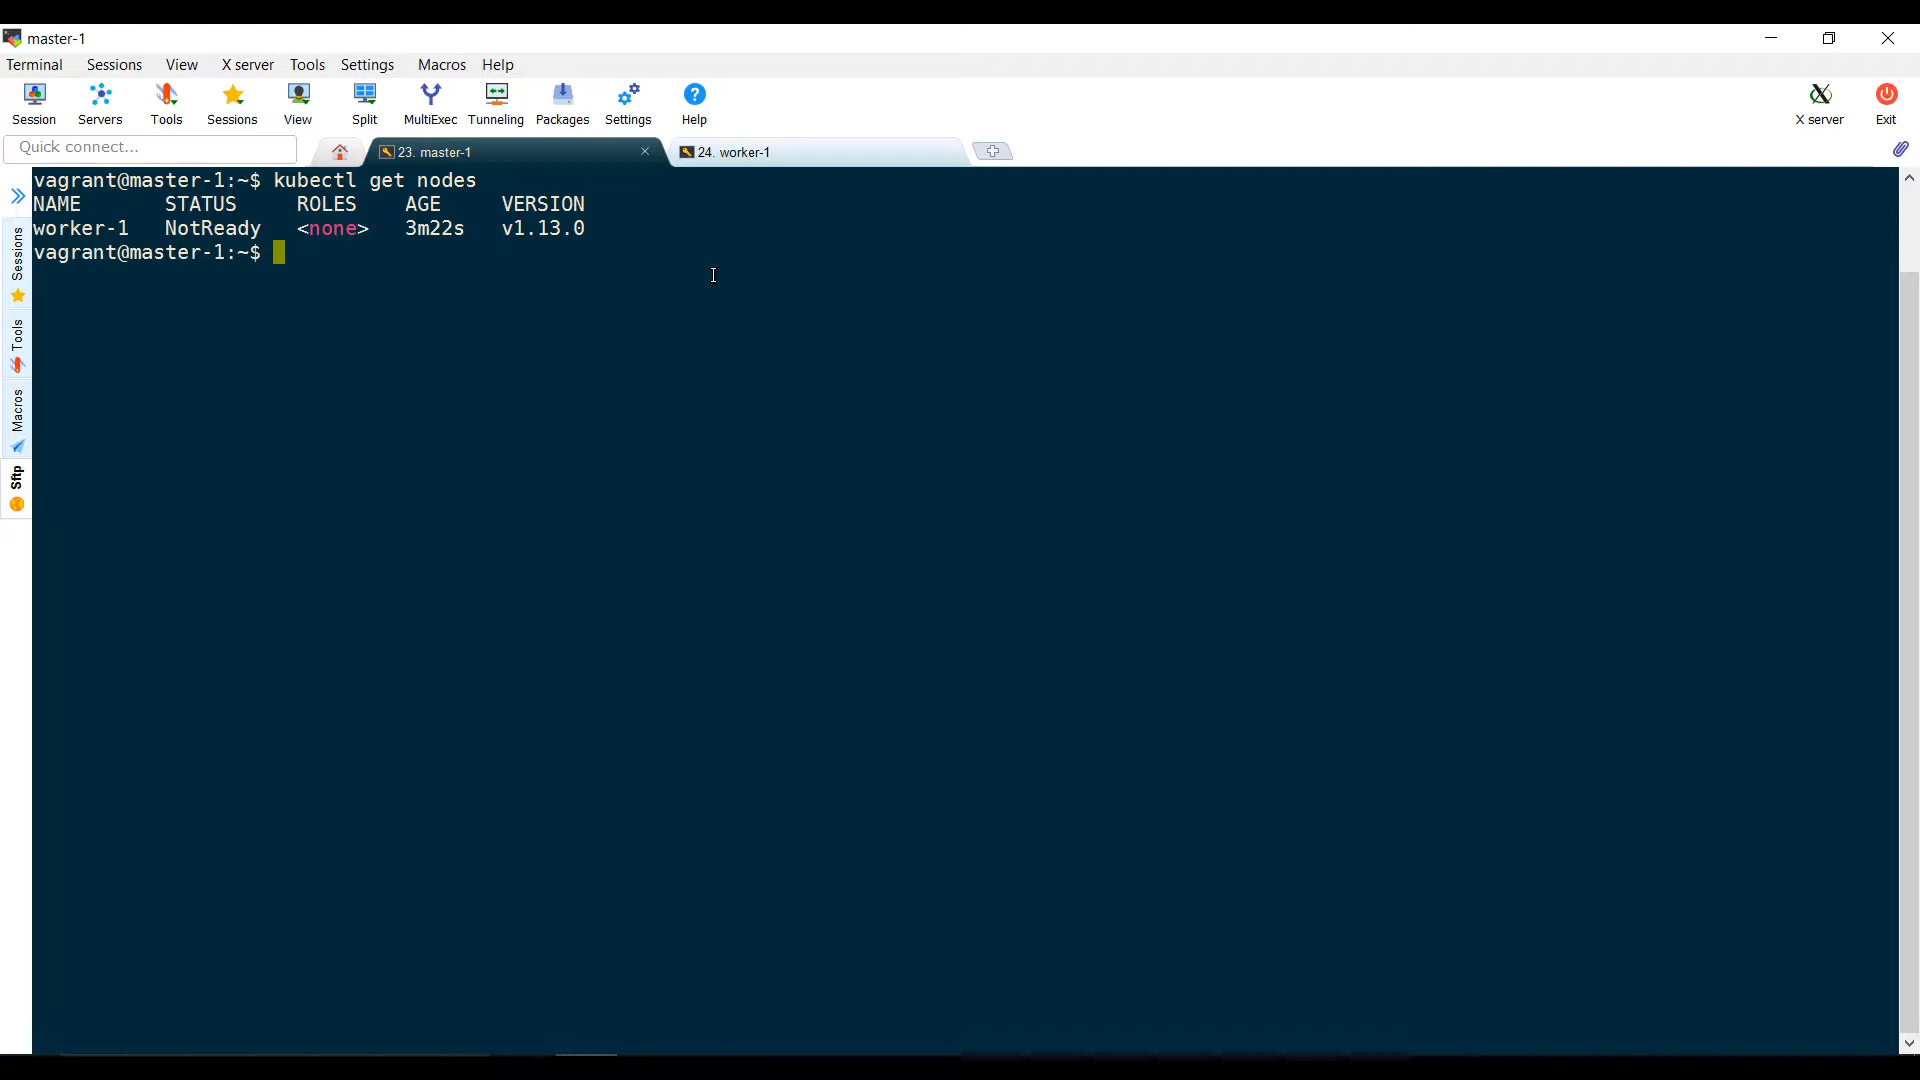 master-1
Terminal Sessions View X server Tools Settings Macros Help
Session Servers Tools Sessions View Split MultiExec Tunneling Packages Settings Help X server Exit
Quick connect... 23. master-1 24. worker-1
vagrant@master-1:~$ kubectl get nodes
NAME STATUS ROLES AGE VERSION
worker-1 NotReady <none> 3m22s v1.13.0
vagrant@master-1:~$
Sessions
Tools
Macros
Sftp